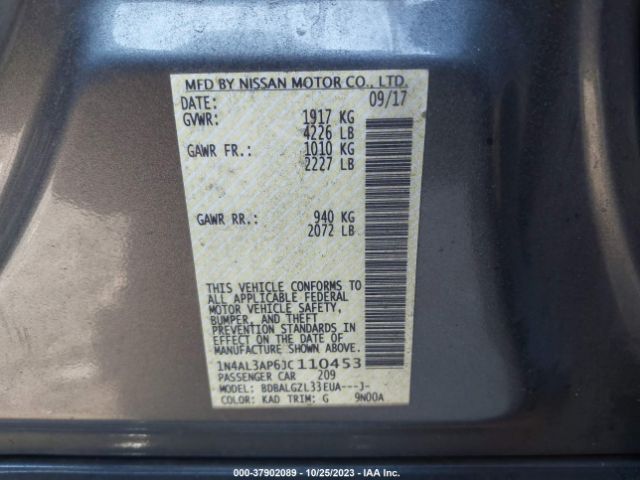 MFD BY NISSAN MOTOR CO., LTD.
DATE: 09/17
GVWR: 1917 KG
4226 LB
GAWR FR.: 1010 KG
2227 LB
GAWR RR.: 940 KG
2072 LB
THIS VEHICLE CONFORMS TO
ALL APPLICABLE FEDERAL
MOTOR VEHICLE SAFETY,
BUMPER, AND THEFT
PREVENTION STANDARDS IN
EFFECT ON THE DATE OF
MANUFACTURE SHOWN ABOVE.
1N4AL3AP6JC110453
PASSENGER CAR 209
MODEL: BDBALGZL33EUA---J-
COLOR: KAD TRIM: G 9N00A
000-37902089 - 10/25/2023 - IAA Inc.